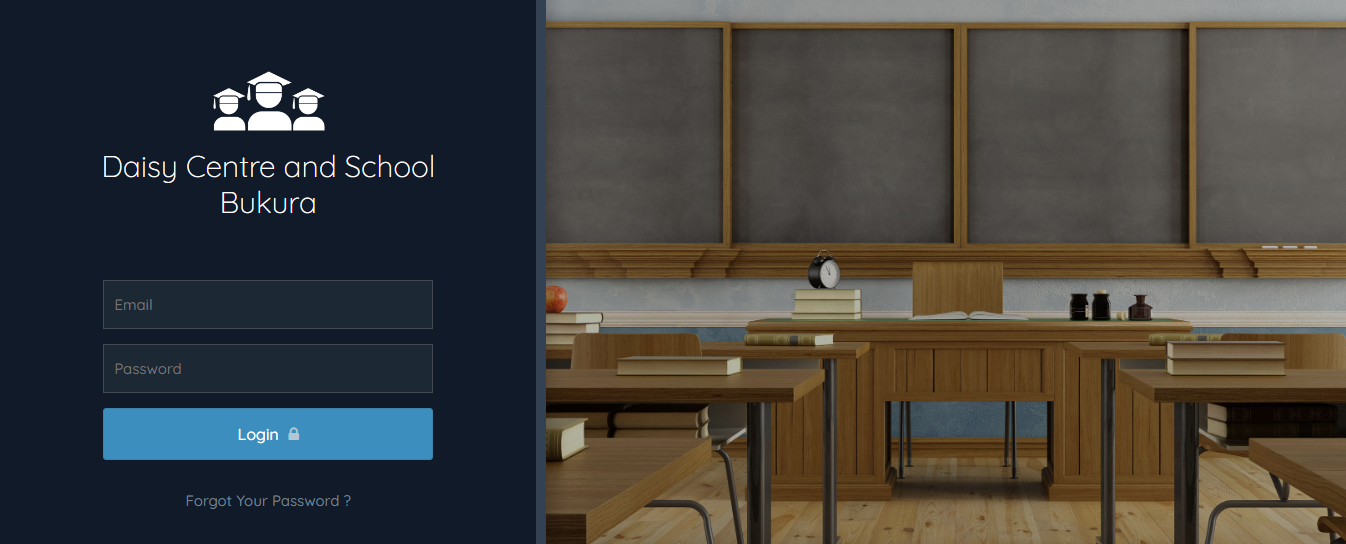 Daisy Centre and School
Bukura
Email
Password
Login
Forgot Your Password ?